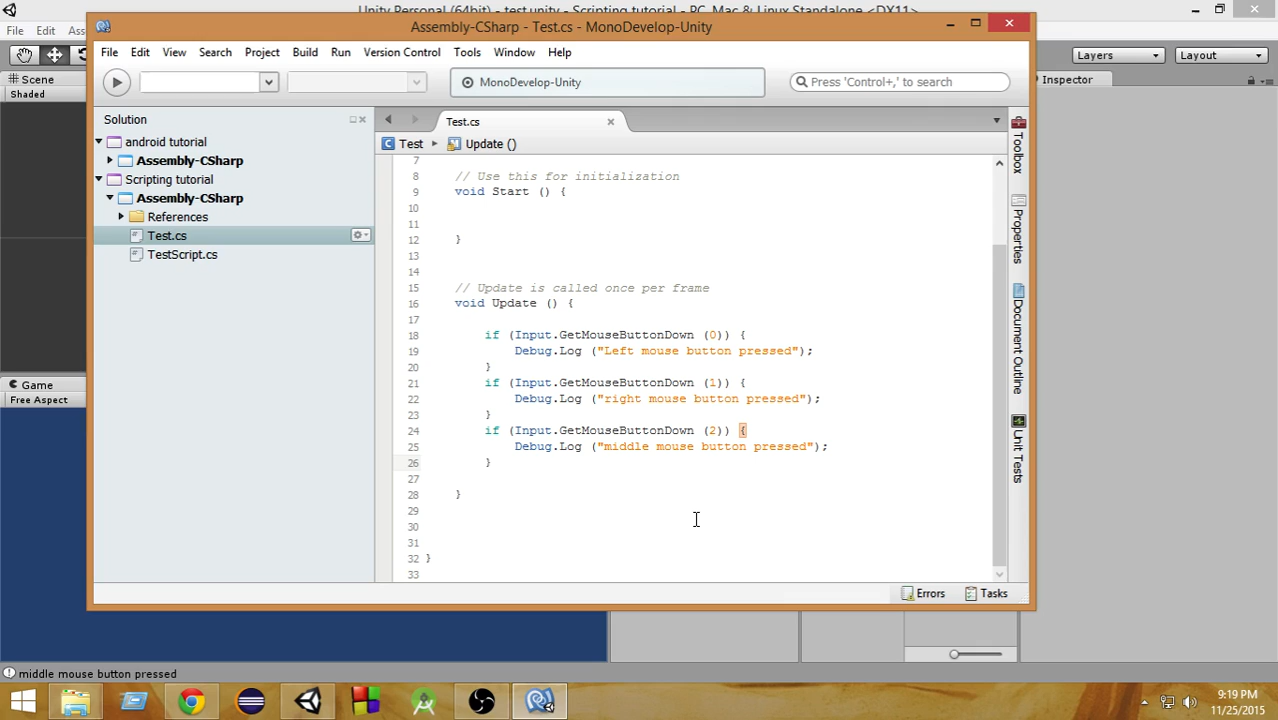 Unity Personal (64bit) - test.unity - Scripting tutorial - PC, Mac & Linux Standalone <DX11>
File Edit As
Assembly-CSharp - Test.cs - MonoDevelop-Unity
File Edit View Search Project Build Run Version Control Tools Window Help
Layers Layout
Scene
Shaded
Inspector
MonoDevelop-Unity
Press 'Control+,' to search
Solution
android tutorial
Assembly-CSharp
Scripting tutorial
Assembly-CSharp
References
Test.cs
TestScript.cs
Game
Free Aspect
Test.cs
Test Update ()
7
8 // Use this for initialization
9 void Start () {
10
11
12 }
13
14
15 // Update is called once per frame
16 void Update () {
17
18 if (Input.GetMouseButtonDown (0)) {
19 Debug.Log ("Left mouse button pressed");
20 }
21 if (Input.GetMouseButtonDown (1)) {
22 Debug.Log ("right mouse button pressed");
23 }
24 if (Input.GetMouseButtonDown (2)) {
25 Debug.Log ("middle mouse button pressed");
26 }
27
28 }
29
30
31
32 }
33
Toolbox
Properties
Document Outline
Unit Tests
Errors Tasks
middle mouse button pressed
9:19 PM
11/25/2015